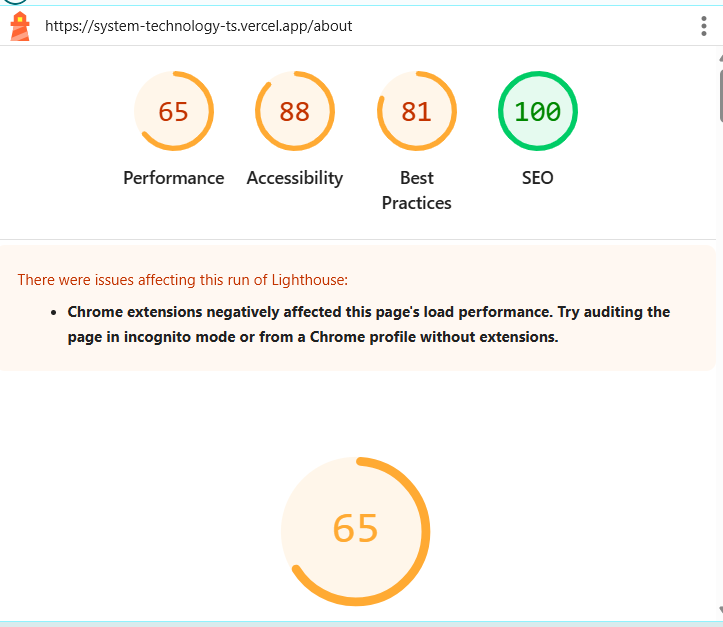 https://system-technology-ts.vercel.app/about
65
88
81
100
Performance
Accessibility
Best
Practices
SEO
There were issues affecting this run of Lighthouse:
• Chrome extensions negatively affected this page's load performance. Try auditing the
page in incognito mode or from a Chrome profile without extensions.
65